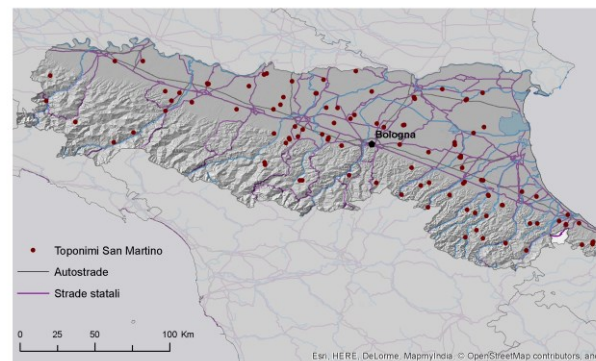 Bologna
Toponimi San Martino
Autostrade
Strade statali
0 25 50 100 Km
Esri, HERE, DeLorme, MapmyIndia © OpenStreetMap contributors, and